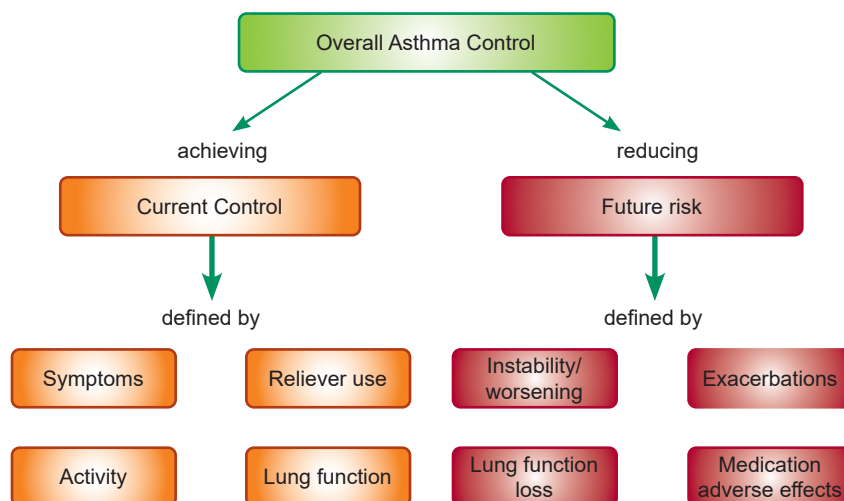 Overall Asthma Control
achieving
reducing
Current Control
Future risk
defined by
defined by
Symptoms
Reliever use
Instability/
worsening
Exacerbations
Activity
Lung function
Lung function
loss
Medication
adverse effects